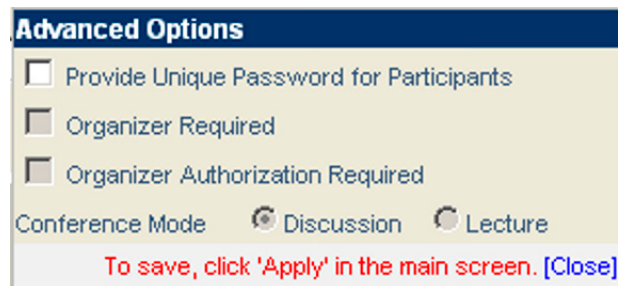 Advanced Options
Provide Unique Password for Participants
Organizer Required
Organizer Authorization Required
Conference Mode Discussion Lecture
To save, click 'Apply' in the main screen. [Close]